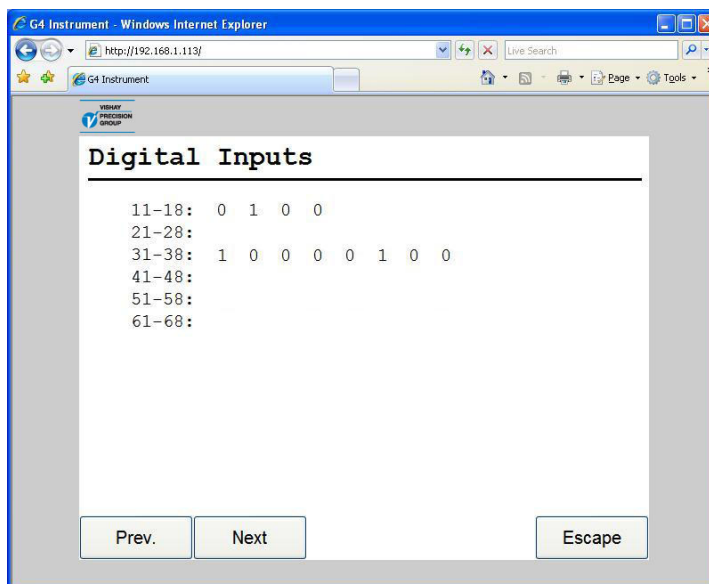 G4 Instrument - Windows Internet Explorer
http://192.168.1.113/
Live Search
G4 Instrument
Page
Tools
VISHAY
PRECISION
GROUP
Digital Inputs
11-18: 0 1 0 0
21-28:
31-38: 1 0 0 0 0 1 0 0
41-48:
51-58:
61-68:
Prev.
Next
Escape